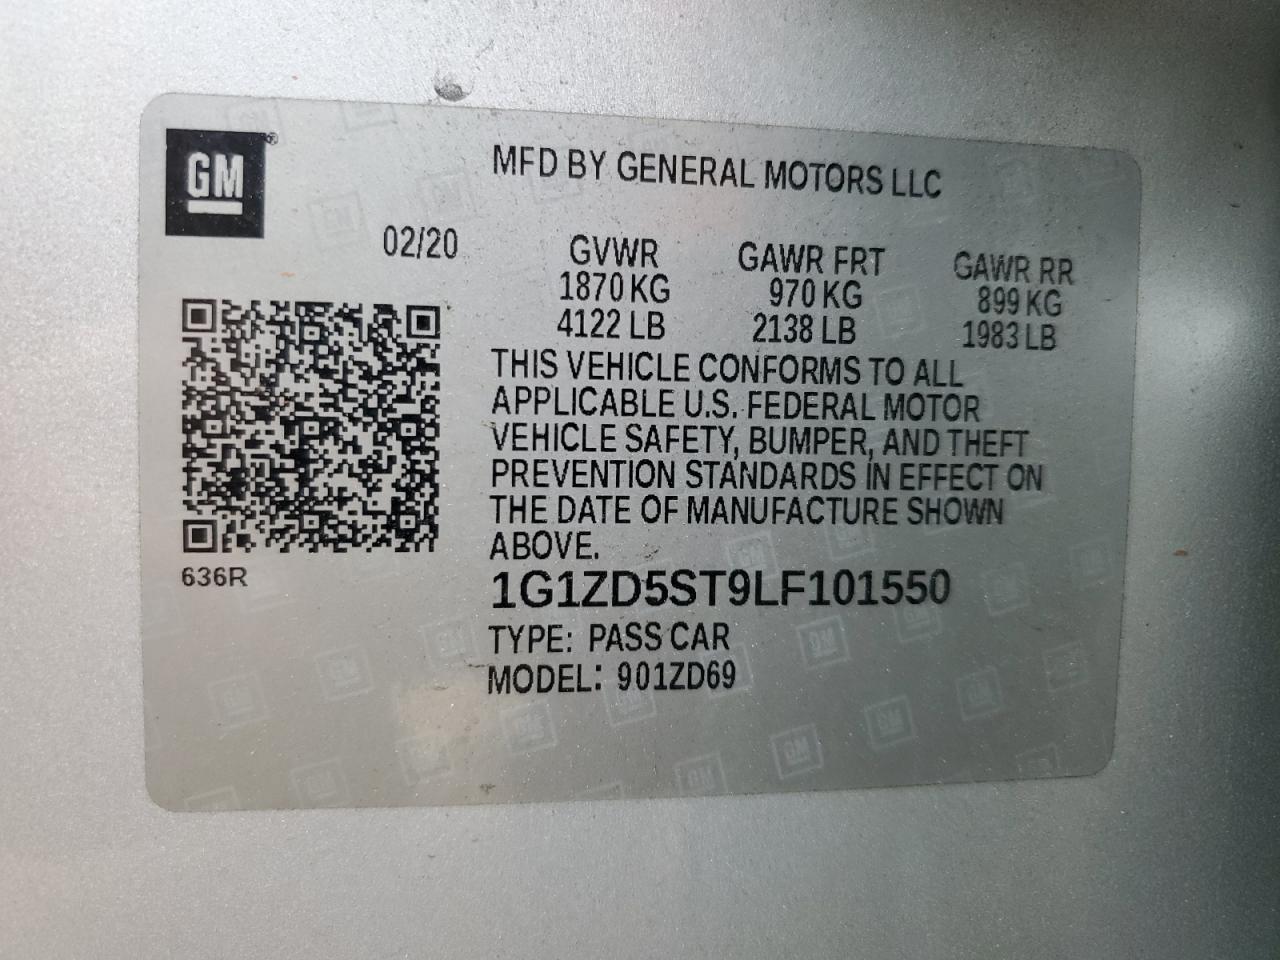 GM®
MFD BY GENERAL MOTORS LLC
02/20
GVWR GAWR FRT GAWR RR
1870 KG 970 KG 899 KG
4122 LB 2138 LB 1983 LB
THIS VEHICLE CONFORMS TO ALL
APPLICABLE U.S. FEDERAL MOTOR
VEHICLE SAFETY, BUMPER, AND THEFT
PREVENTION STANDARDS IN EFFECT ON
THE DATE OF MANUFACTURE SHOWN
ABOVE.
636R
1G1ZD5ST9LF101550
TYPE: PASS CAR
MODEL: 901ZD69